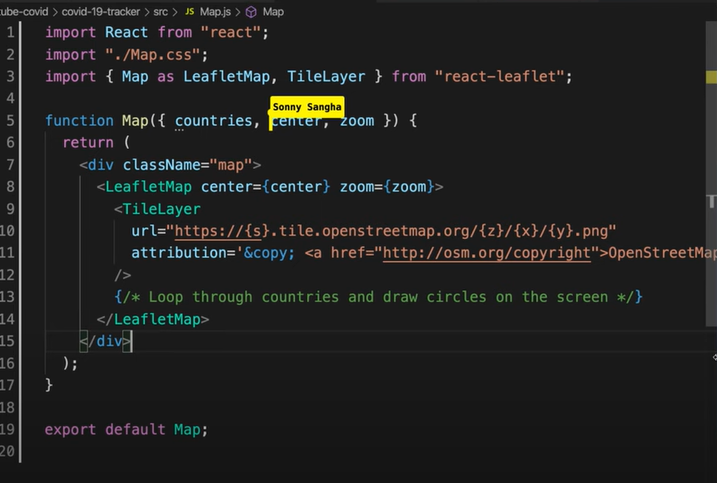 tube-covid > covid-19-tracker > src > JS Map.js > Map
1 import React from "react";
2 import "./Map.css";
3 import { Map as LeafletMap, TileLayer } from "react-leaflet";
4
Sonny Sangha
5 function Map({ countries, center, zoom }) {
6 return (
7 <div className="map">
8 <LeafletMap center={center} zoom={zoom}>
9 <TileLayer
10 url="https://{s}.tile.openstreetmap.org/{z}/{x}/{y}.png"
11 attribution='&copy; <a href="http://osm.org/copyright">OpenStreetMap
12 />
13 {/* Loop through countries and draw circles on the screen */}
14 </LeafletMap>
15 </div>
16 );
17 }
18
19 export default Map;
20